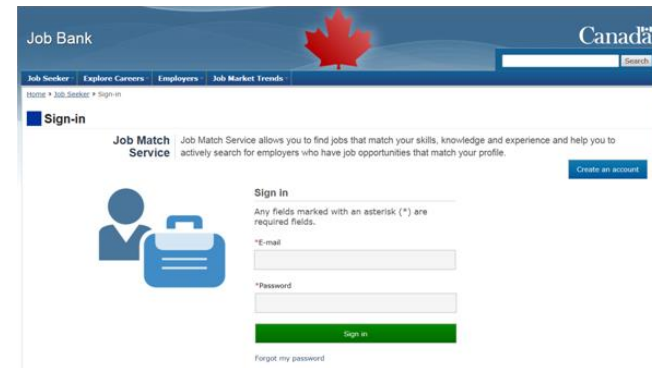 Job Bank
Canada
Search
Job Seeker Explore Careers Employers Job Market Trends
Home Job Seeker Sign-in
Sign-in
Job Match Service
Job Match Service allows you to find jobs that match your skills, knowledge and experience and help you to
actively search for employers who have job opportunities that match your profile.
Create an account
Sign in
Any fields marked with an asterisk (*) are
required fields.
*E-mail
*Password
Sign in
Forgot my password